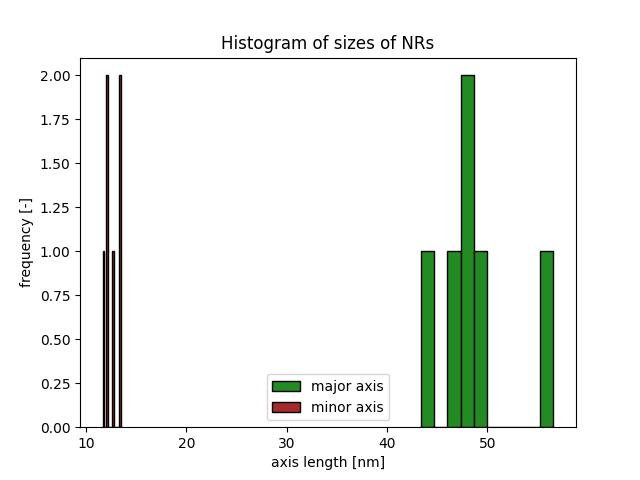 Histogram of sizes of NRs
2.00
1.75
1.50
1.25
1.00
0.75
0.50
0.25
0.00
frequency [-]
major axis
minor axis
10 20 30 40 50
axis length [nm]